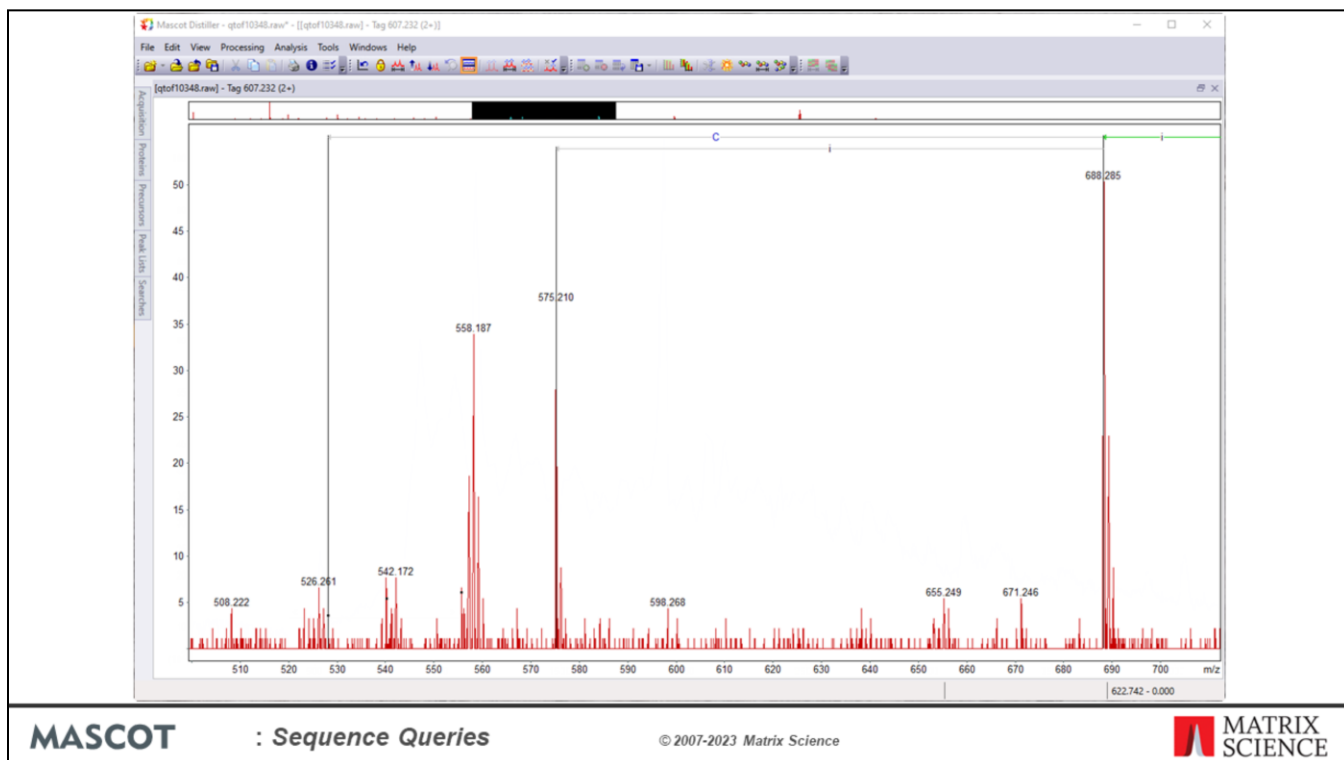 Mascot Distiller - qtof10348.raw* - [[qtof10348.raw] - Tag 607.232 (2+)]
File Edit View Processing Analysis Tools Windows Help
[qtof10348.raw] - Tag 607.232 (2+)
Acquisition
Proteins
Precursors
Peak Lists
Searches
C
i
i
688.285
50
45
40
575.210
35
558.187
30
25
20
15
10
542.172
526.261
655.249
671.246
508.222
598.268
5
510 520 530 540 550 560 570 580 590 600 610 620 630 640 650 660 670 680 690 700 m/z
622.742 - 0.000
MASCOT : Sequence Queries © 2007-2023 Matrix Science
MATRIX
SCIENCE